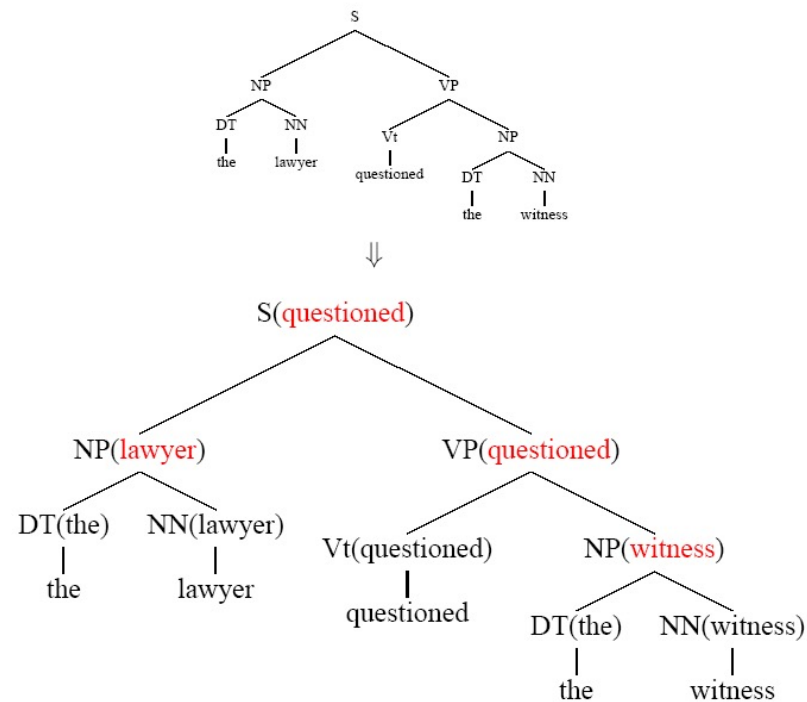 S
NP VP
DT NN Vt NP
the lawyer questioned DT NN
the witness
⇓
S(questioned)
NP(lawyer) VP(questioned)
DT(the) NN(lawyer) Vt(questioned) NP(witness)
the lawyer questioned DT(the) NN(witness)
the witness